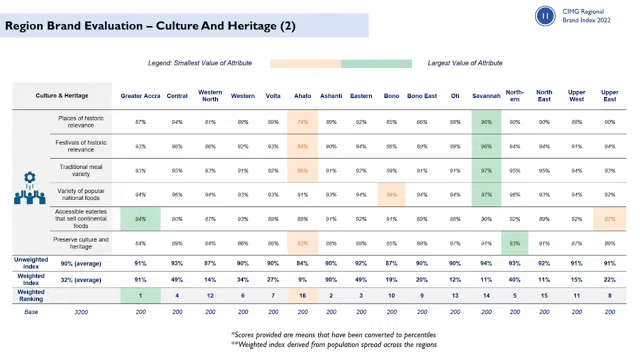 Region Brand Evaluation – Culture And Heritage (2)
11
CIMG Regional
Brand Index 2022
Legend: Smallest Value of Attribute
Largest Value of Attribute
Culture & Heritage Greater Accra Central Western North Western Volta Ahafo Ashanti Eastern Bono Bono East Oti Savannah North-ern North East Upper West Upper East
Places of historic relevance 87% 94% 81% 89% 89% 74% 89% 92% 85% 86% 88% 96% 90% 90% 88% 90%
Festivals of historic relevance 93% 96% 86% 92% 93% 84% 90% 94% 86% 89% 89% 96% 94% 94% 91% 94%
Traditional meal variety 93% 95% 93% 91% 92% 86% 91% 92% 89% 91% 91% 97% 95% 95% 94% 93%
Variety of popular national foods 94% 96% 94% 93% 93% 91% 93% 94% 94% 94% 97% 96% 93% 94% 92%
Accessible eateries that sell continental foods 94% 90% 87% 93% 89% 88% 91% 92% 91% 89% 88% 90% 92% 89% 92% 87%
Preserve culture and heritage 84% 89% 84% 86% 86% 88% 88% 85% 89% 87% 91% 93% 91% 87% 89%
Unweighted index 90% (average) 91% 93% 87% 90% 90% 84% 90% 92% 87% 90% 90% 94% 93% 92% 91% 91%
Weighted Index 32% (average) 91% 49% 14% 34% 27% 9% 90% 49% 19% 20% 12% 11% 40% 11% 15% 22%
Weighted Ranking 1 4 12 6 7 16 2 3 10 9 13 14 5 15 11 8
Base 3200 200 200 200 200 200 200 200 200 200 200 200 200 200 200 200 200
*Scores provided are means that have been converted to percentiles
**Weighted index derived from population spread across the regions